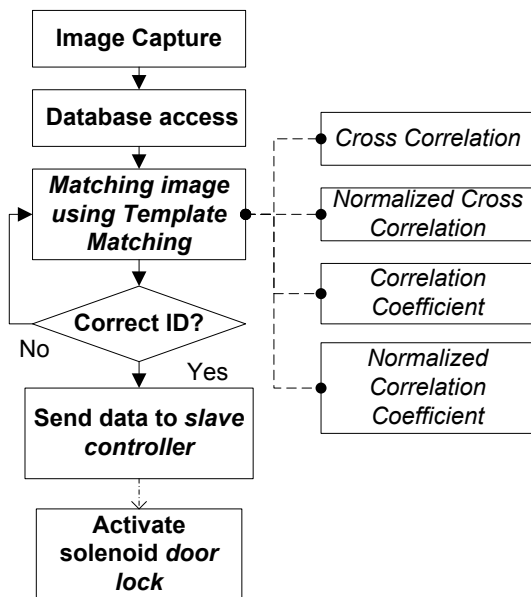 Image Capture
Database access
Matching image
using Template
Matching
Correct ID?
No
Yes
Send data to slave
controller
Activate
solenoid door
lock
Cross Correlation
Normalized Cross
Correlation
Correlation
Coefficient
Normalized
Correlation
Coefficient